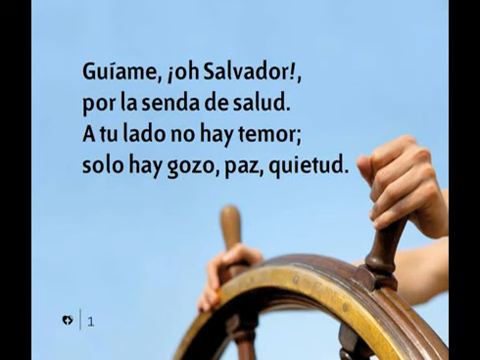 Guíame, ¡oh Salvador!,
por la senda de salud.
A tu lado no hay temor;
solo hay gozo, paz, quietud.
1